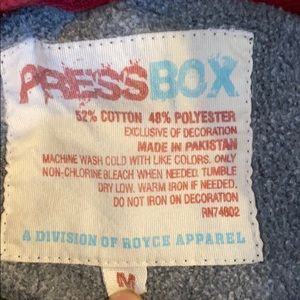 PRESSBOX
52% COTTON 48% POLYESTER
EXCLUSIVE OF DECORATION
MADE IN PAKISTAN
MACHINE WASH COLD WITH LIKE COLORS. ONLY
NON-CHLORINE BLEACH WHEN NEEDED. TUMBLE
DRY LOW. WARM IRON IF NEEDED.
DO NOT IRON ON DECORATION
RN74602
A DIVISION OF ROYCE APPAREL
M